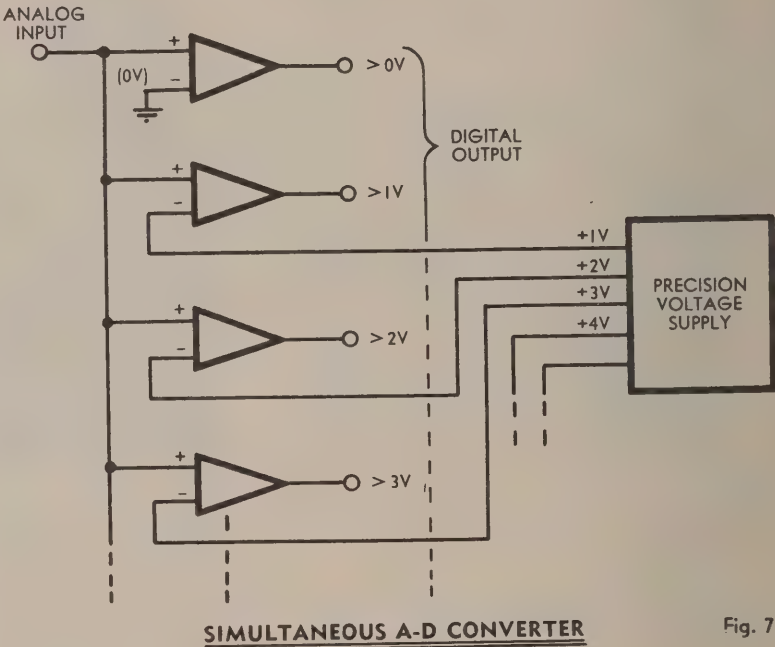 ANALOG
INPUT
+
(0V)
-
>0V
DIGITAL
OUTPUT
+
-
>1V
+1V
+2V
+3V
+4V
PRECISION
VOLTAGE
SUPPLY
+
-
>2V
+
-
>3V
SIMULTANEOUS A-D CONVERTER
Fig. 7